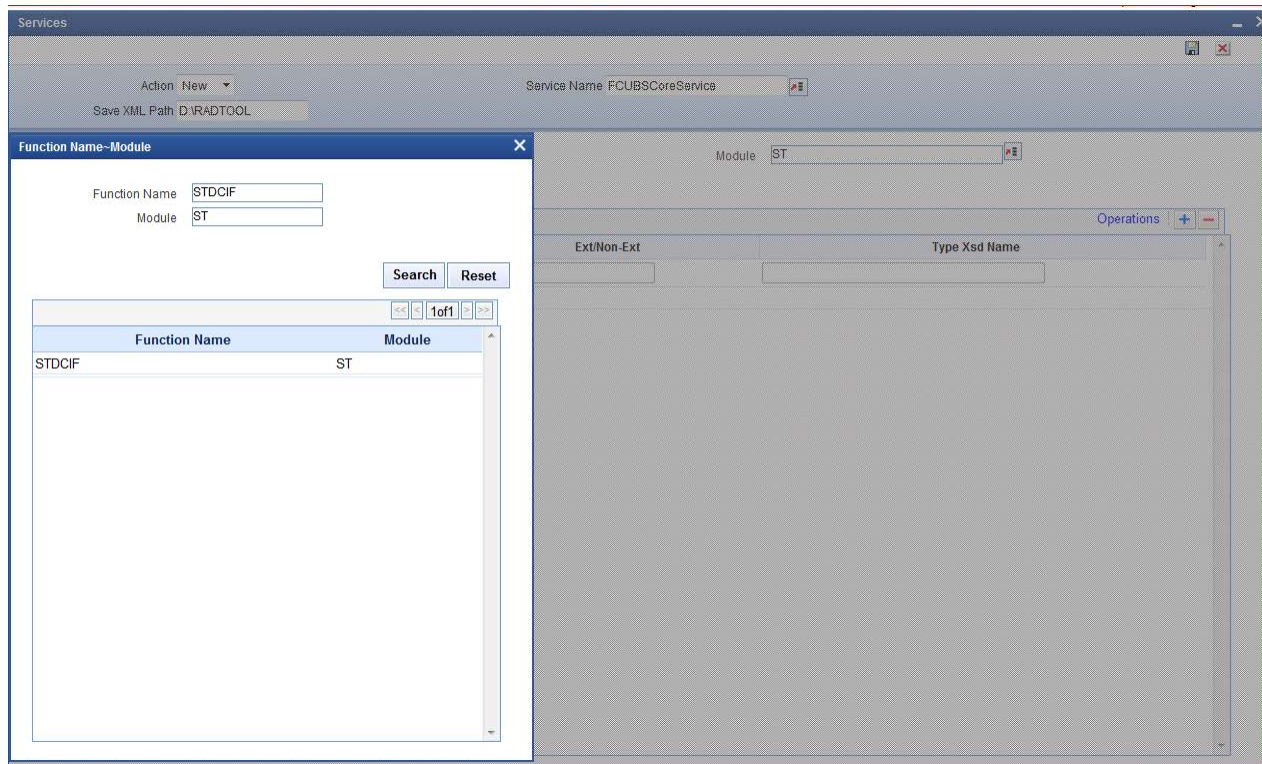 Services
Action New
Service Name FCUBSCoreService
Save XML Path D:\RADTOOL
Function Name~Module
Module ST
Function Name STDCIF
Module ST
Operations
Ext/Non-Ext
Type Xsd Name
Search
Reset
<< < 1of1 > >>
Function Name
Module
STDCIF
ST